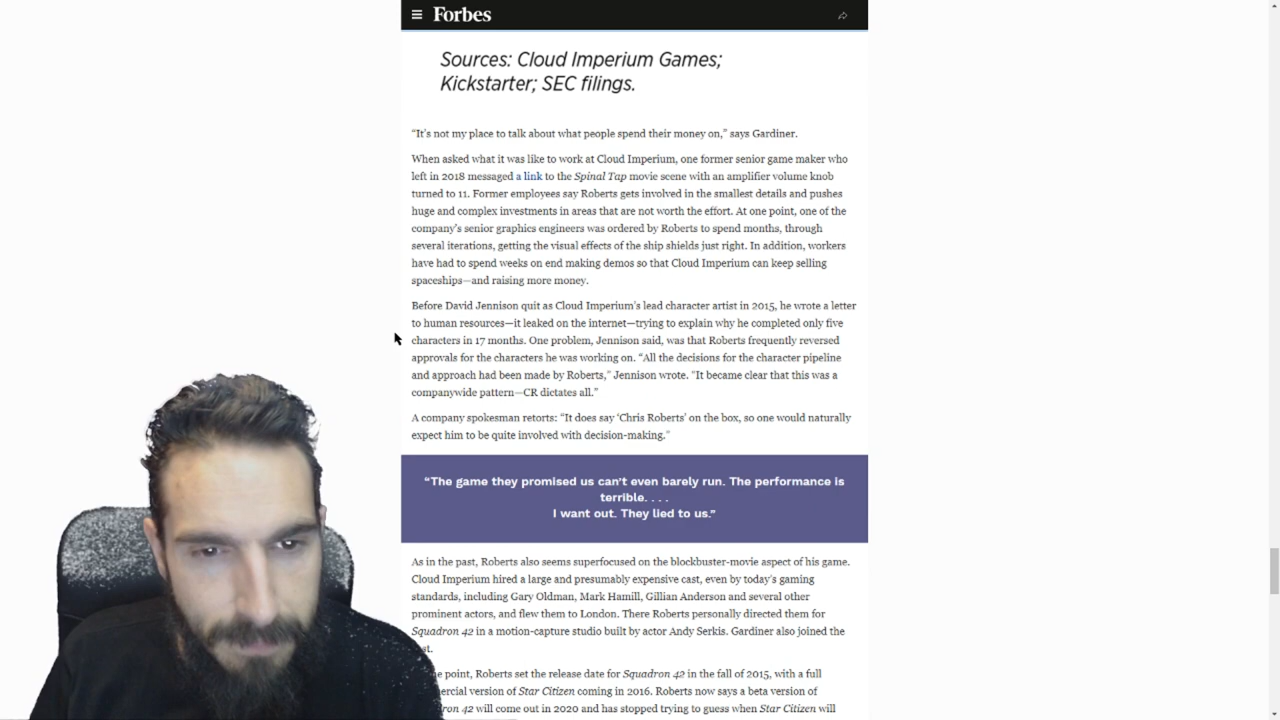 Forbes
Sources: Cloud Imperium Games;
Kickstarter; SEC filings.
“It’s not my place to talk about what people spend their money on,” says Gardiner.
When asked what it was like to work at Cloud Imperium, one former senior game maker who
left in 2018 messaged a link to the Spinal Tap movie scene with an amplifier volume knob
turned to 11. Former employees say Roberts gets involved in the smallest details and pushes
huge and complex investments in areas that are not worth the effort. At one point, one of the
company’s senior graphics engineers was ordered by Roberts to spend months, through
several iterations, getting the visual effects of the ship shields just right. In addition, workers
have had to spend weeks on end making demos so that Cloud Imperium can keep selling
spaceships—and raising more money.
Before David Jennison quit as Cloud Imperium’s lead character artist in 2015, he wrote a letter
to human resources—it leaked on the internet—trying to explain why he completed only five
characters in 17 months. One problem, Jennison said, was that Roberts frequently reversed
approvals for the characters he was working on. “All the decisions for the character pipeline
and approach had been made by Roberts,” Jennison wrote. “It became clear that this was a
companywide pattern—CR dictates all.”
A company spokesman retorts: “It does say ‘Chris Roberts’ on the box, so one would naturally
expect him to be quite involved with decision-making.”
“The game they promised us can’t even barely run. The performance is
terrible. . . .
I want out. They lied to us.”
As in the past, Roberts also seems superfocused on the blockbuster-movie aspect of his game.
Cloud Imperium hired a large and presumably expensive cast, even by today’s gaming
standards, including Gary Oldman, Mark Hamill, Gillian Anderson and several other
prominent actors, and flew them to London. There Roberts personally directed them for
Squadron 42 in a motion-capture studio built by actor Andy Serkis. Gardiner also joined the
point, Roberts set the release date for Squadron 42 in the fall of 2015, with a full
version of Star Citizen coming in 2016. Roberts now says a beta version of
42 will come out in 2020 and has stopped trying to guess when Star Citizen will